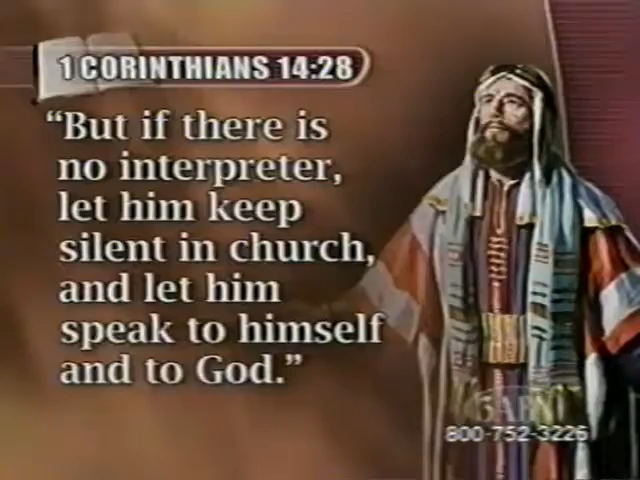 1 CORINTHIANS 14:28
“But if there is
no interpreter,
let him keep
silent in church,
and let him
speak to himself
and to God.”
3ABN
800-752-3226